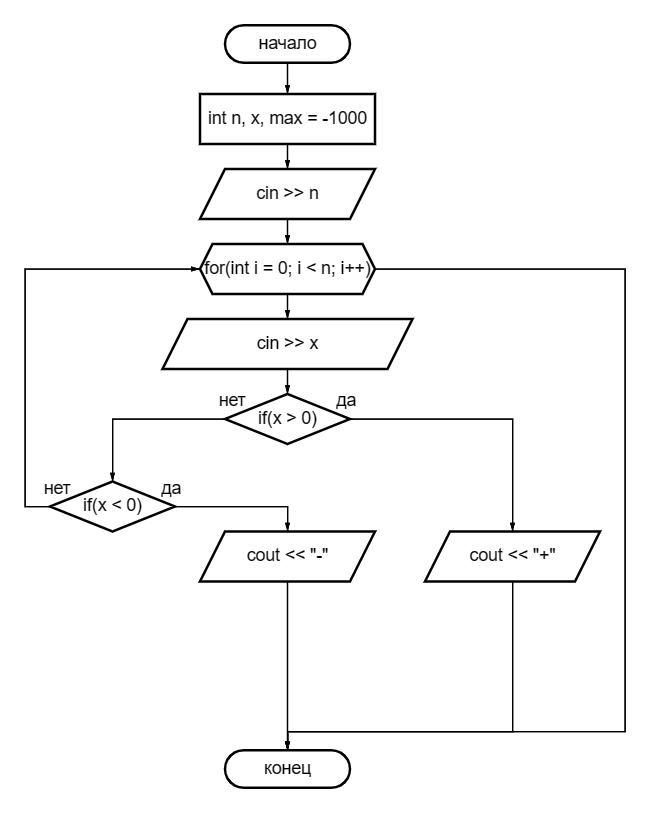 начало
int n, x, max = -1000
cin >> n
for(int i = 0; i < n; i++)
cin >> x
нет
да
if(x > 0)
нет
да
if(x < 0)
cout << "-"
cout << "+"
конец